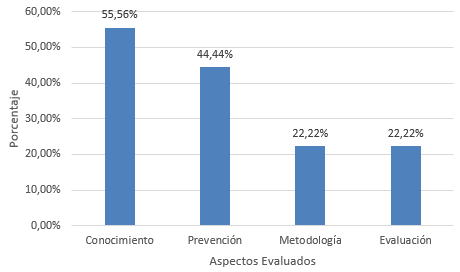 60,00%
50,00%
40,00%
30,00%
20,00%
10,00%
0,00%
Porcentaje
55,56%
44,44%
22,22%
22,22%
Conocimiento
Prevención
Metodología
Evaluación
Aspectos Evaluados